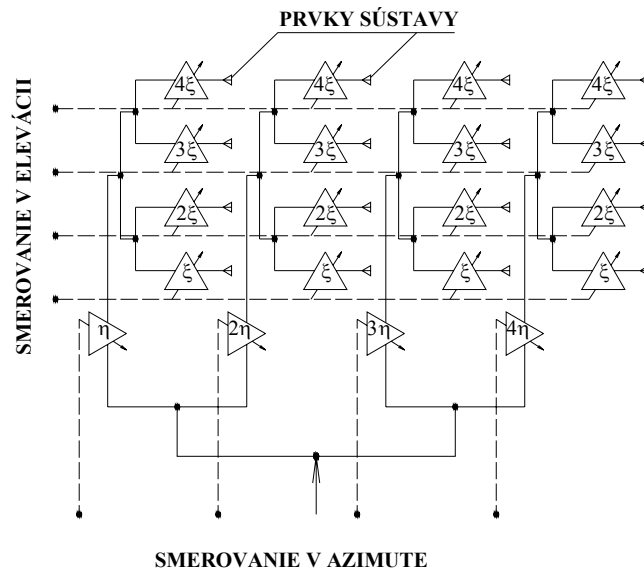 PRVKY SÚSTAVY
4ξ 4ξ 4ξ 4ξ
3ξ 3ξ 3ξ 3ξ
2ξ 2ξ 2ξ 2ξ
ξ ξ ξ ξ
η 2η 3η 4η
SMEROVANIE V ELEVÁCII
SMEROVANIE V AZIMUTE